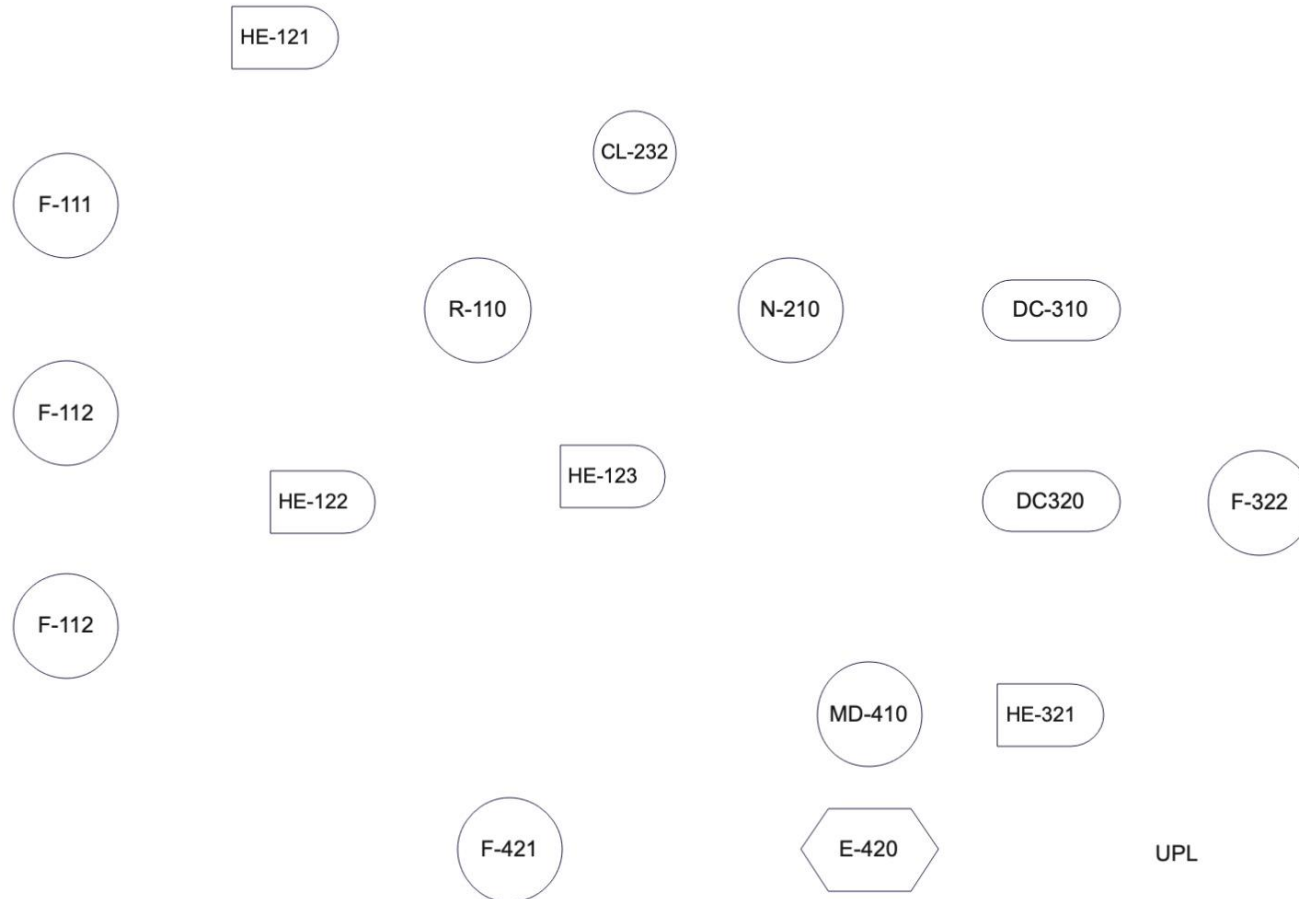 HE-121
CL-232
F-111
R-110
N-210
DC-310
F-112
HE-123
HE-122
DC320
F-322
F-112
MD-410
HE-321
F-421
E-420
UPL